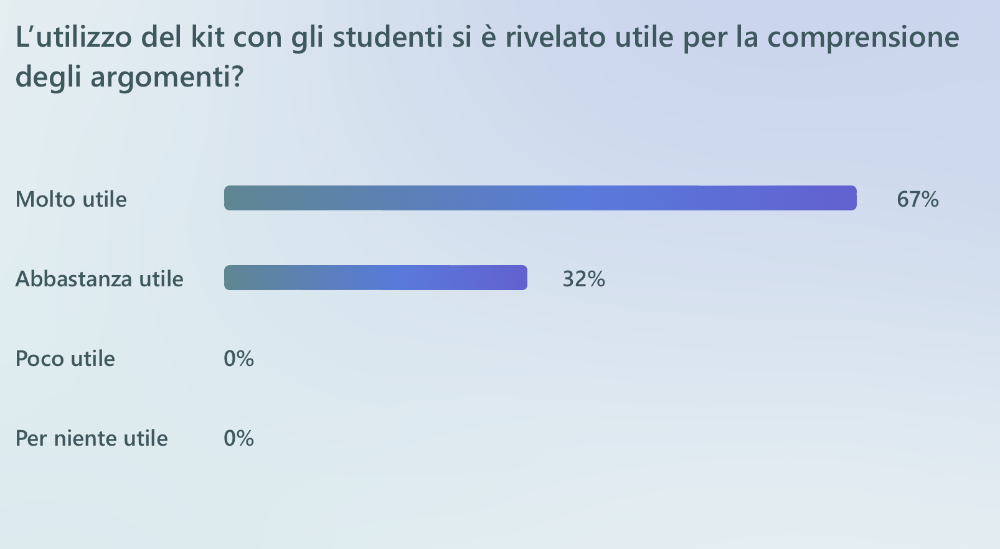 L’utilizzo del kit con gli studenti si è rivelato utile per la comprensione
degli argomenti?
Molto utile 67%
Abbastanza utile 32%
Poco utile 0%
Per niente utile 0%